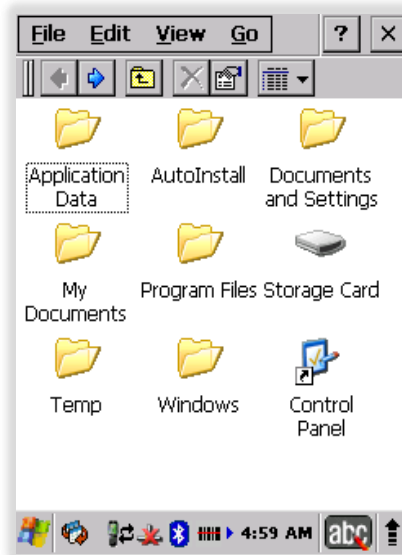 File Edit View Go ? ×
Application Data
AutoInstall
Documents and Settings
My Documents
Program Files
Storage Card
Temp
Windows
Control Panel
4:59 AM abc